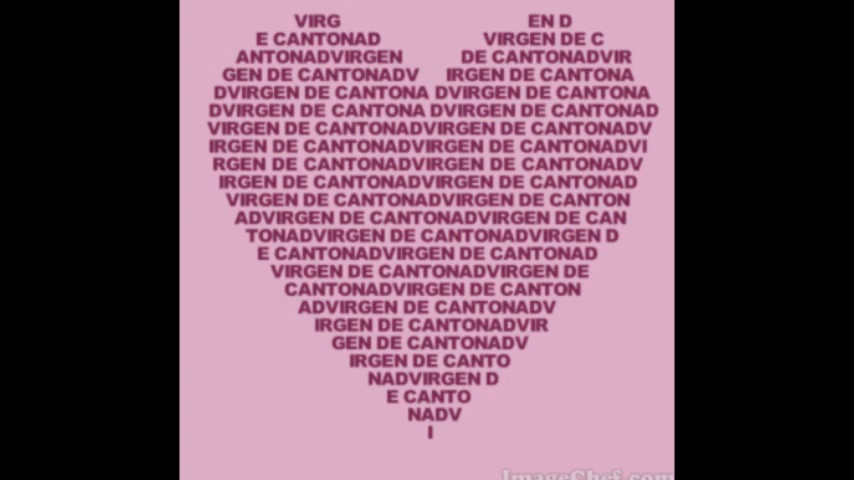 VIRG EN D
E CANTONAD VIRGEN DE C
ANTONADVIRGEN DE CANTONADVIR
GEN DE CANTONADV IRGEN DE CANTONA
DVIRGEN DE CANTONA DVIRGEN DE CANTONA
DVIRGEN DE CANTONA DVIRGEN DE CANTONAD
VIRGEN DE CANTONADVIRGEN DE CANTONADV
IRGEN DE CANTONADVIRGEN DE CANTONADVI
RGEN DE CANTONADVIRGEN DE CANTONADV
IRGEN DE CANTONADVIRGEN DE CANTONAD
VIRGEN DE CANTONADVIRGEN DE CANTON
ADVIRGEN DE CANTONADVIRGEN DE CAN
TONADVIRGEN DE CANTONADVIRGEN D
E CANTONADVIRGEN DE CANTONAD
VIRGEN DE CANTONADVIRGEN DE
CANTONADVIRGEN DE CANTON
ADVIRGEN DE CANTONADV
IRGEN DE CANTONADVIR
GEN DE CANTONADV
IRGEN DE CANTO
NADVIRGEN D
E CANTO
NADV
I
ImageChef.com